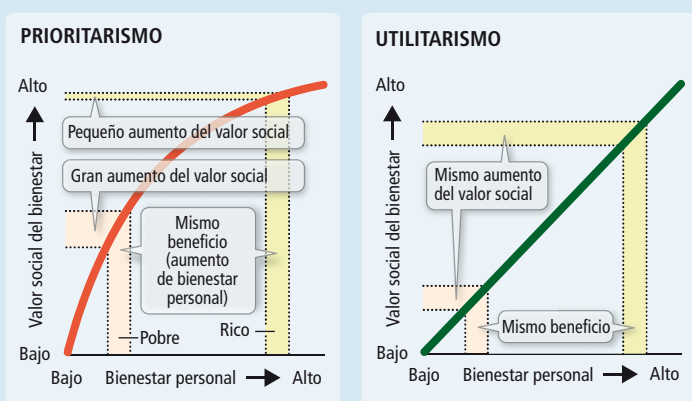 PRIORITARISMO
Alto
Valor social del bienestar
Pequeño aumento del valor social
Gran aumento del valor social
Mismo
beneficio
(aumento
de bienestar
personal)
Pobre
Rico
Bajo
Bajo
Bienestar personal
Alto
UTILITARISMO
Alto
Valor social del bienestar
Mismo aumento
del valor social
Mismo beneficio
Bajo
Bajo
Bienestar personal
Alto